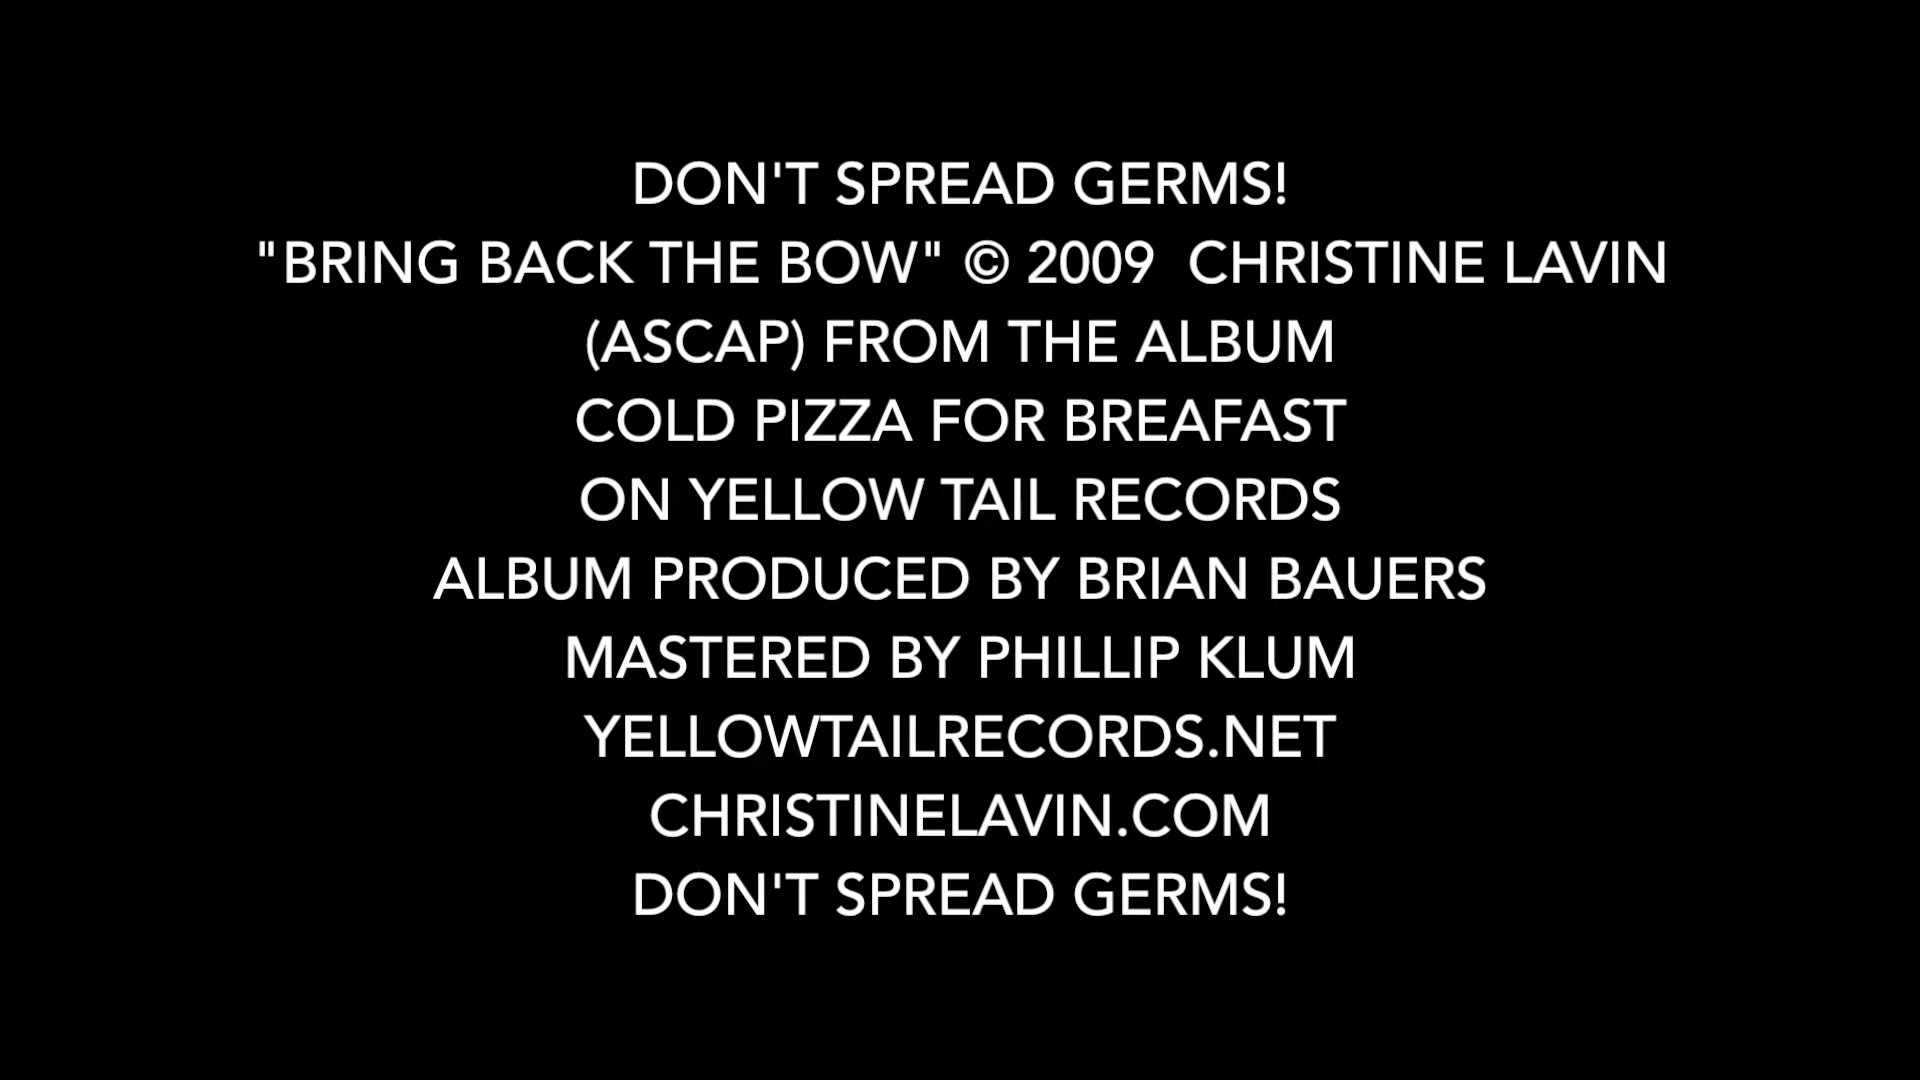 DON'T SPREAD GERMS!
"BRING BACK THE BOW" © 2009  CHRISTINE LAVIN
(ASCAP) FROM THE ALBUM
COLD PIZZA FOR BREAFAST
ON YELLOW TAIL RECORDS
ALBUM PRODUCED BY BRIAN BAUERS
MASTERED BY PHILLIP KLUM
YELLOWTAILRECORDS.NET
CHRISTINELAVIN.COM
DON'T SPREAD GERMS!